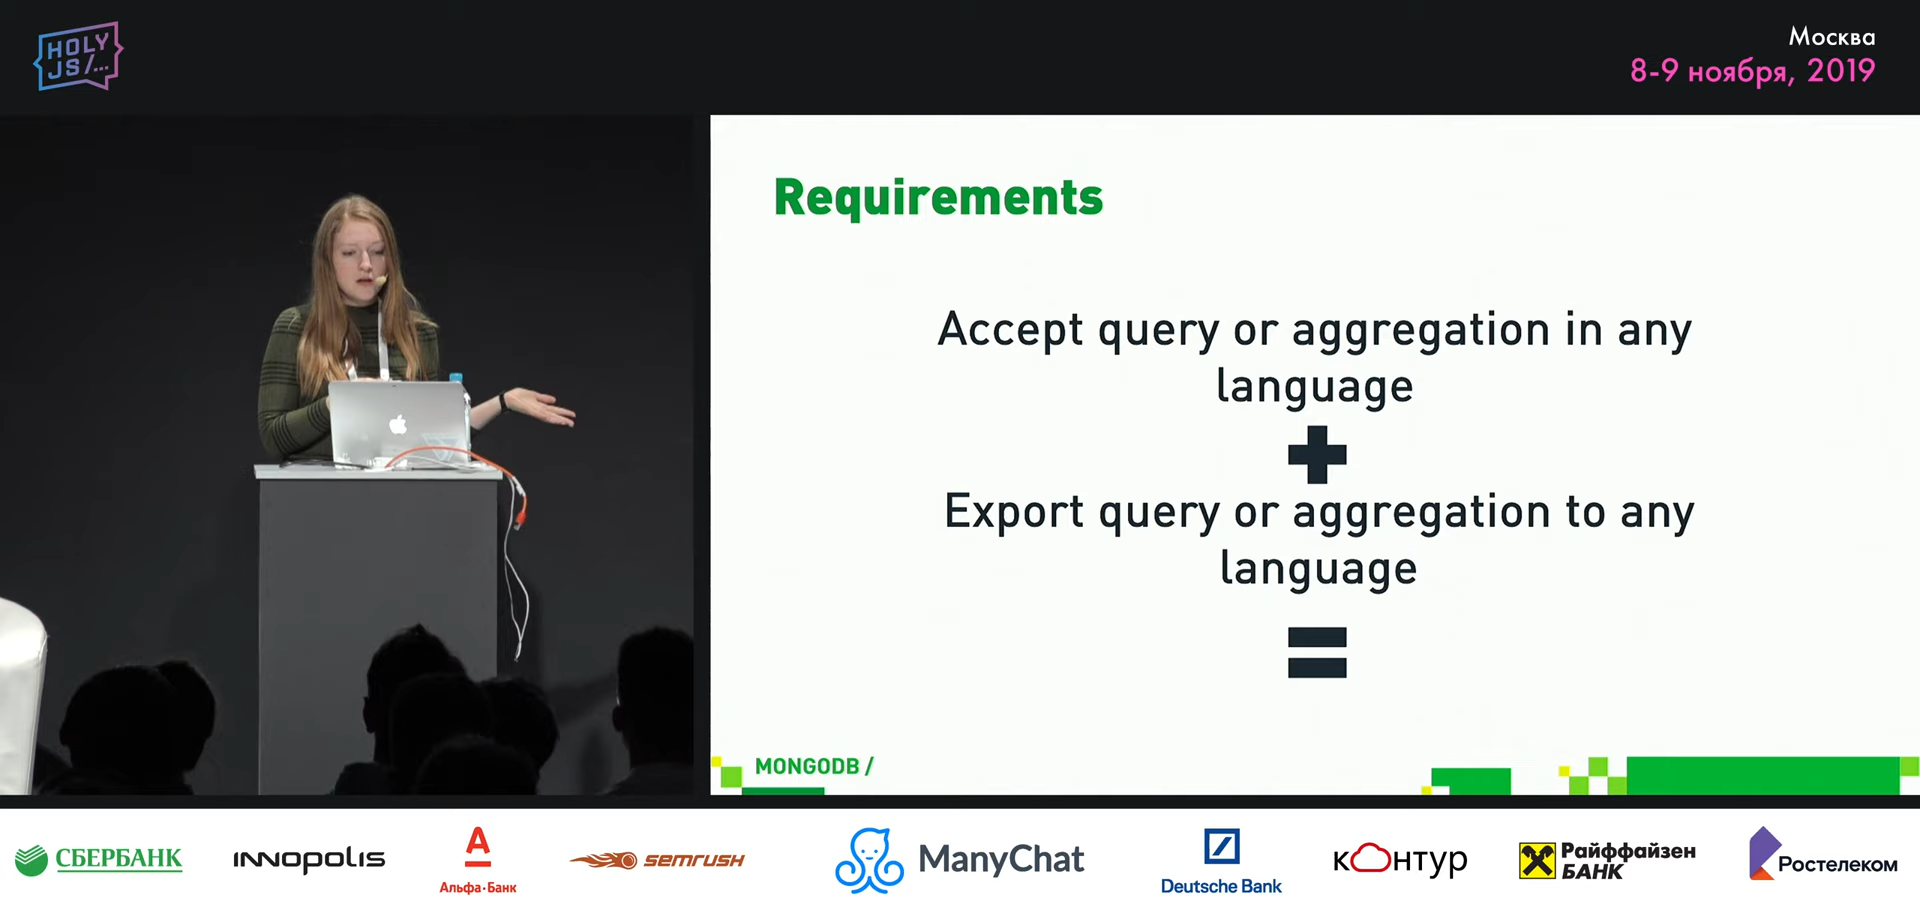 HOLY
JS/...
Москва
8-9 ноября, 2019
Requirements
Accept query or aggregation in any
language
+
Export query or aggregation to any
language
=
MONGODB /
СБЕРБАНК
INNOPOLIS
Альфа·Банк
semrush
ManyChat
Deutsche Bank
кОнтур
Райффайзен
БАНК
Ростелеком